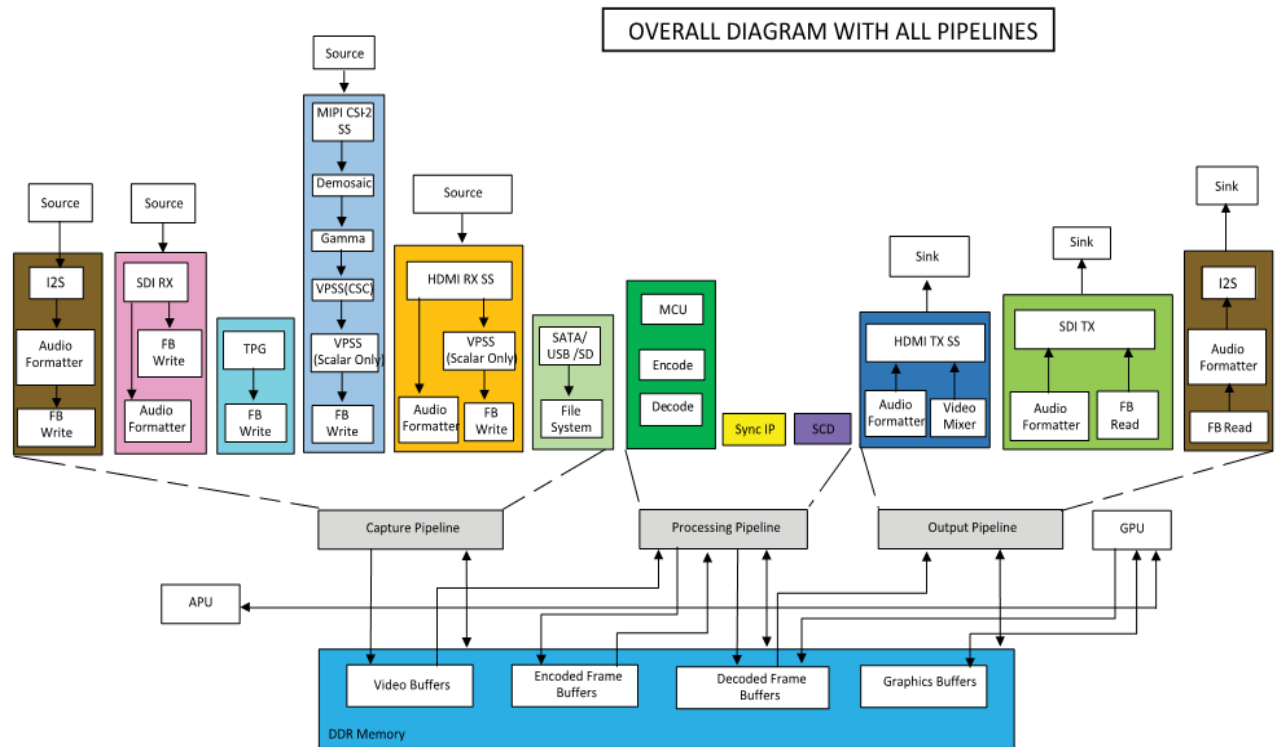 OVERALL DIAGRAM WITH ALL PIPELINES
Source
MIPI CSI-2
SS
Demosaic
Gamma
VPSS(CSC)
VPSS
(Scalar Only)
FB
Write
Source
I2S
Audio
Formatter
FB
Write
Source
SDI RX
FB
Write
Audio
Formatter
TPG
FB
Write
Source
HDMI RX SS
VPSS
(Scalar Only)
Audio
Formatter
FB
Write
SATA/
USB /SD
File
System
MCU
Encode
Decode
Sync IP
SCD
Sink
HDMI TX SS
Audio
Formatter
Video
Mixer
Sink
SDI TX
Audio
Formatter
FB
Read
Sink
I2S
Audio
Formatter
FB Read
Capture Pipeline
Processing Pipeline
Output Pipeline
GPU
APU
Video Buffers
Encoded Frame
Buffers
Decoded Frame
Buffers
Graphics Buffers
DDR Memory